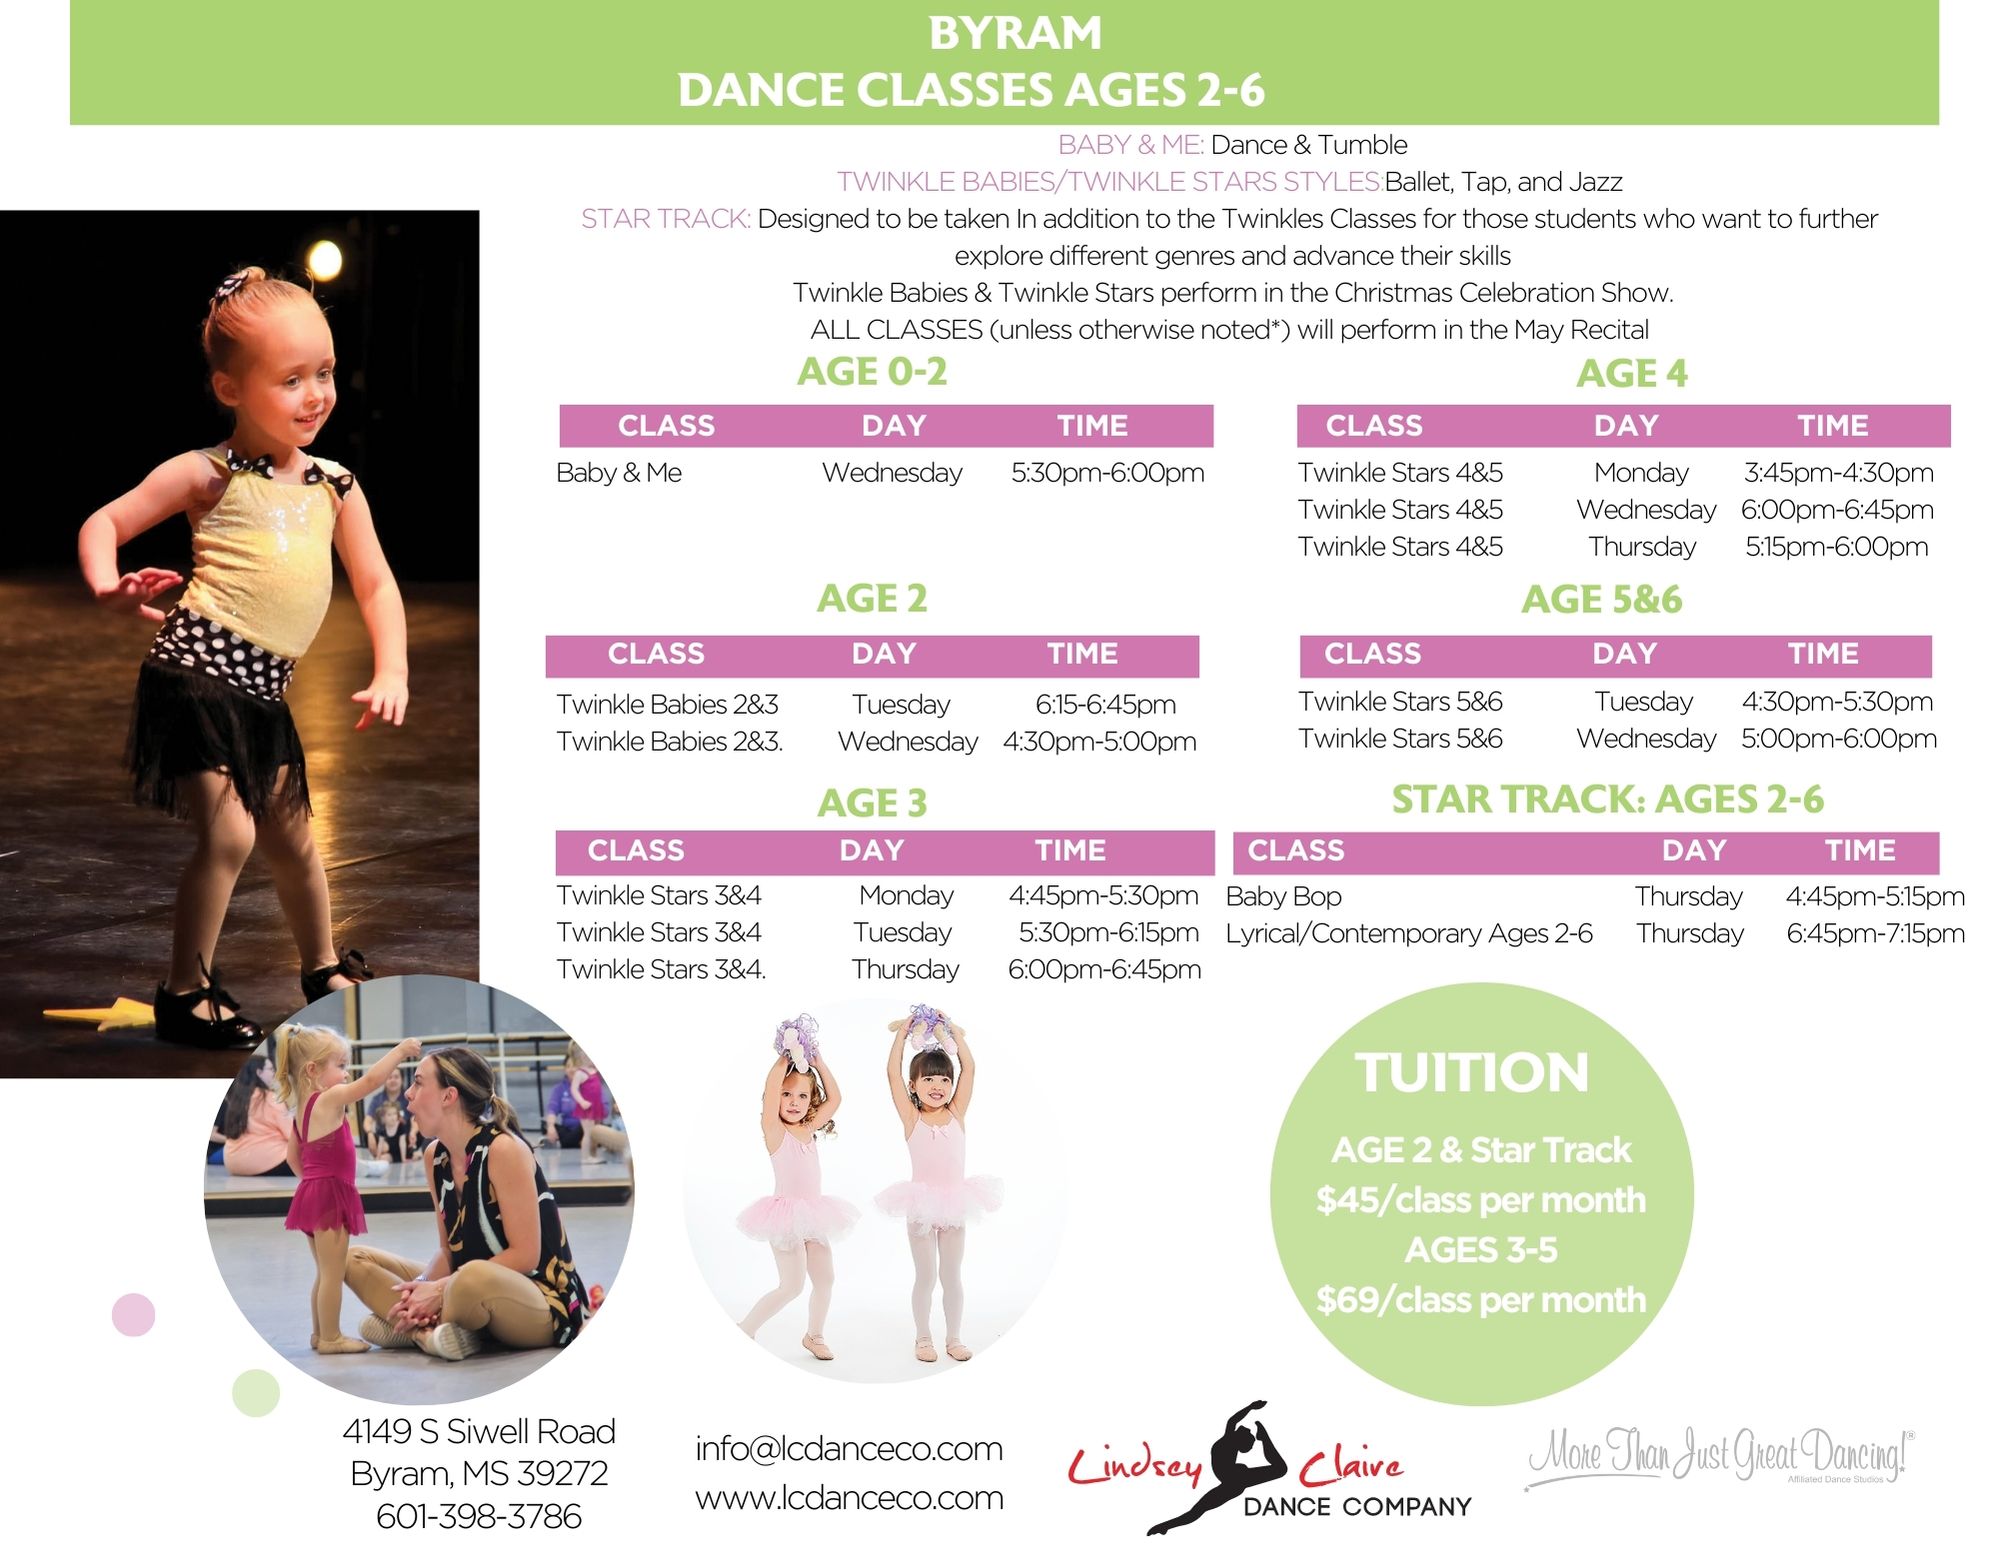 BYRAM
DANCE CLASSES AGES 2-6
BABY & ME: Dance & Tumble
TWINKLE BABIES/TWINKLE STARS STYLES:Ballet, Tap, and Jazz
STAR TRACK: Designed to be taken In addition to the Twinkles Classes for those students who want to further
explore different genres and advance their skills
Twinkle Babies & Twinkle Stars perform in the Christmas Celebration Show.
ALL CLASSES (unless otherwise noted*) will perform in the May Recital
AGE 0-2
CLASS DAY TIME
Baby & Me Wednesday 5:30pm-6:00pm
AGE 2
CLASS DAY TIME
Twinkle Babies 2&3 Tuesday 6:15-6:45pm
Twinkle Babies 2&3. Wednesday 4:30pm-5:00pm
AGE 3
CLASS DAY TIME
Twinkle Stars 3&4 Monday 4:45pm-5:30pm
Twinkle Stars 3&4 Tuesday 5:30pm-6:15pm
Twinkle Stars 3&4. Thursday 6:00pm-6:45pm
AGE 4
CLASS DAY TIME
Twinkle Stars 4&5 Monday 3:45pm-4:30pm
Twinkle Stars 4&5 Wednesday 6:00pm-6:45pm
Twinkle Stars 4&5 Thursday 5:15pm-6:00pm
AGE 5&6
CLASS DAY TIME
Twinkle Stars 5&6 Tuesday 4:30pm-5:30pm
Twinkle Stars 5&6 Wednesday 5:00pm-6:00pm
STAR TRACK: AGES 2-6
CLASS DAY TIME
Baby Bop Thursday 4:45pm-5:15pm
Lyrical/Contemporary Ages 2-6 Thursday 6:45pm-7:15pm
TUITION
AGE 2 & Star Track
$45/class per month
AGES 3-5
$69/class per month
4149 S Siwell Road
Byram, MS 39272
601-398-3786
info@lcdanceco.com
www.lcdanceco.com
Lindsey Claire
DANCE COMPANY
More Than Just Great Dancing!®
Affiliated Dance Studios